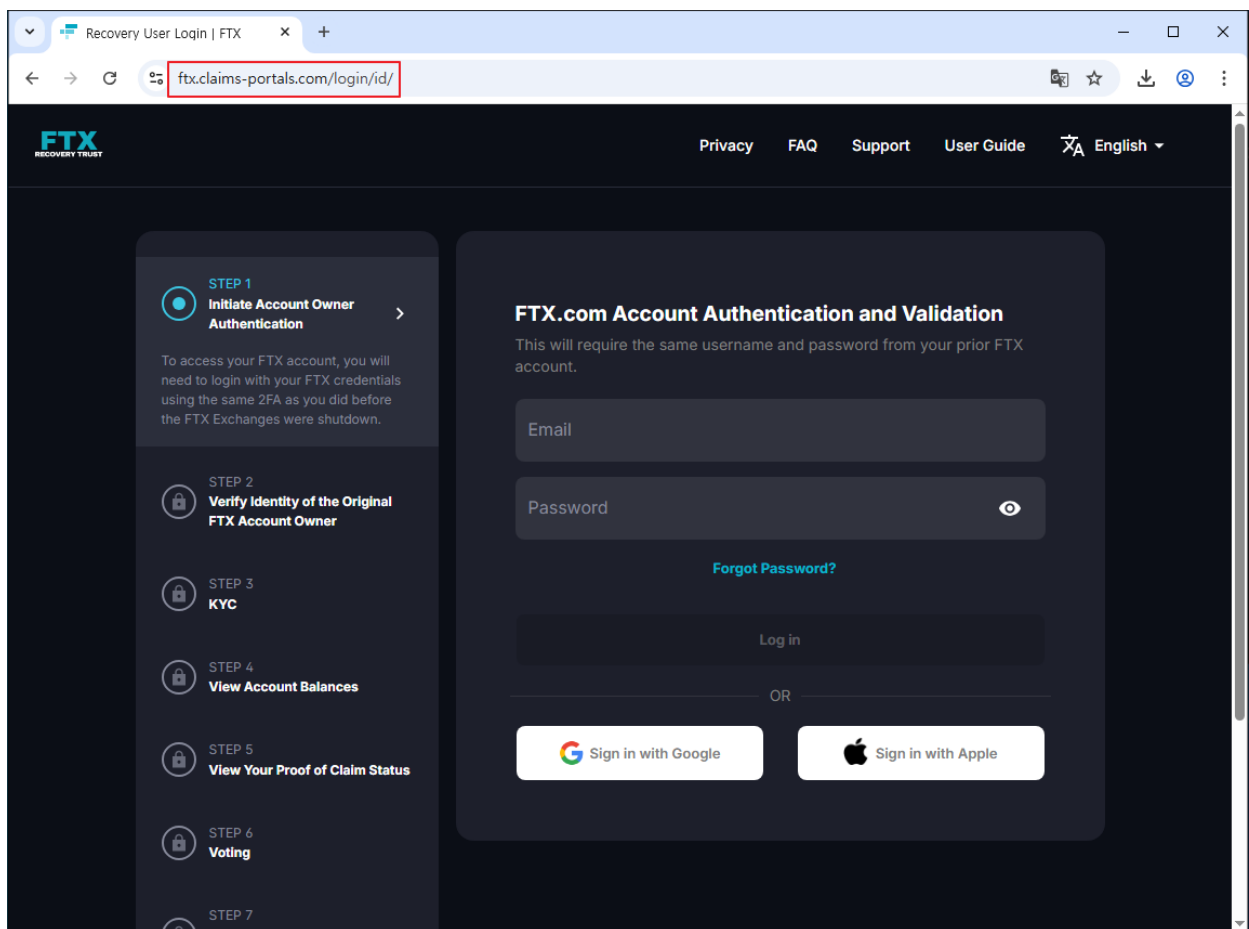 Recovery User Login | FTX
ftx.claims-portals.com/login/id/
FTX
RECOVERY TRUST
Privacy
FAQ
Support
User Guide
English
STEP 1
Initiate Account Owner
Authentication
To access your FTX account, you will
need to login with your FTX credentials
using the same 2FA as you did before
the FTX Exchanges were shutdown.
STEP 2
Verify Identity of the Original
FTX Account Owner
STEP 3
KYC
STEP 4
View Account Balances
STEP 5
View Your Proof of Claim Status
STEP 6
Voting
STEP 7
FTX.com Account Authentication and Validation
This will require the same username and password from your prior FTX
account.
Email
Password
Forgot Password?
Log in
OR
Sign in with Google
Sign in with Apple